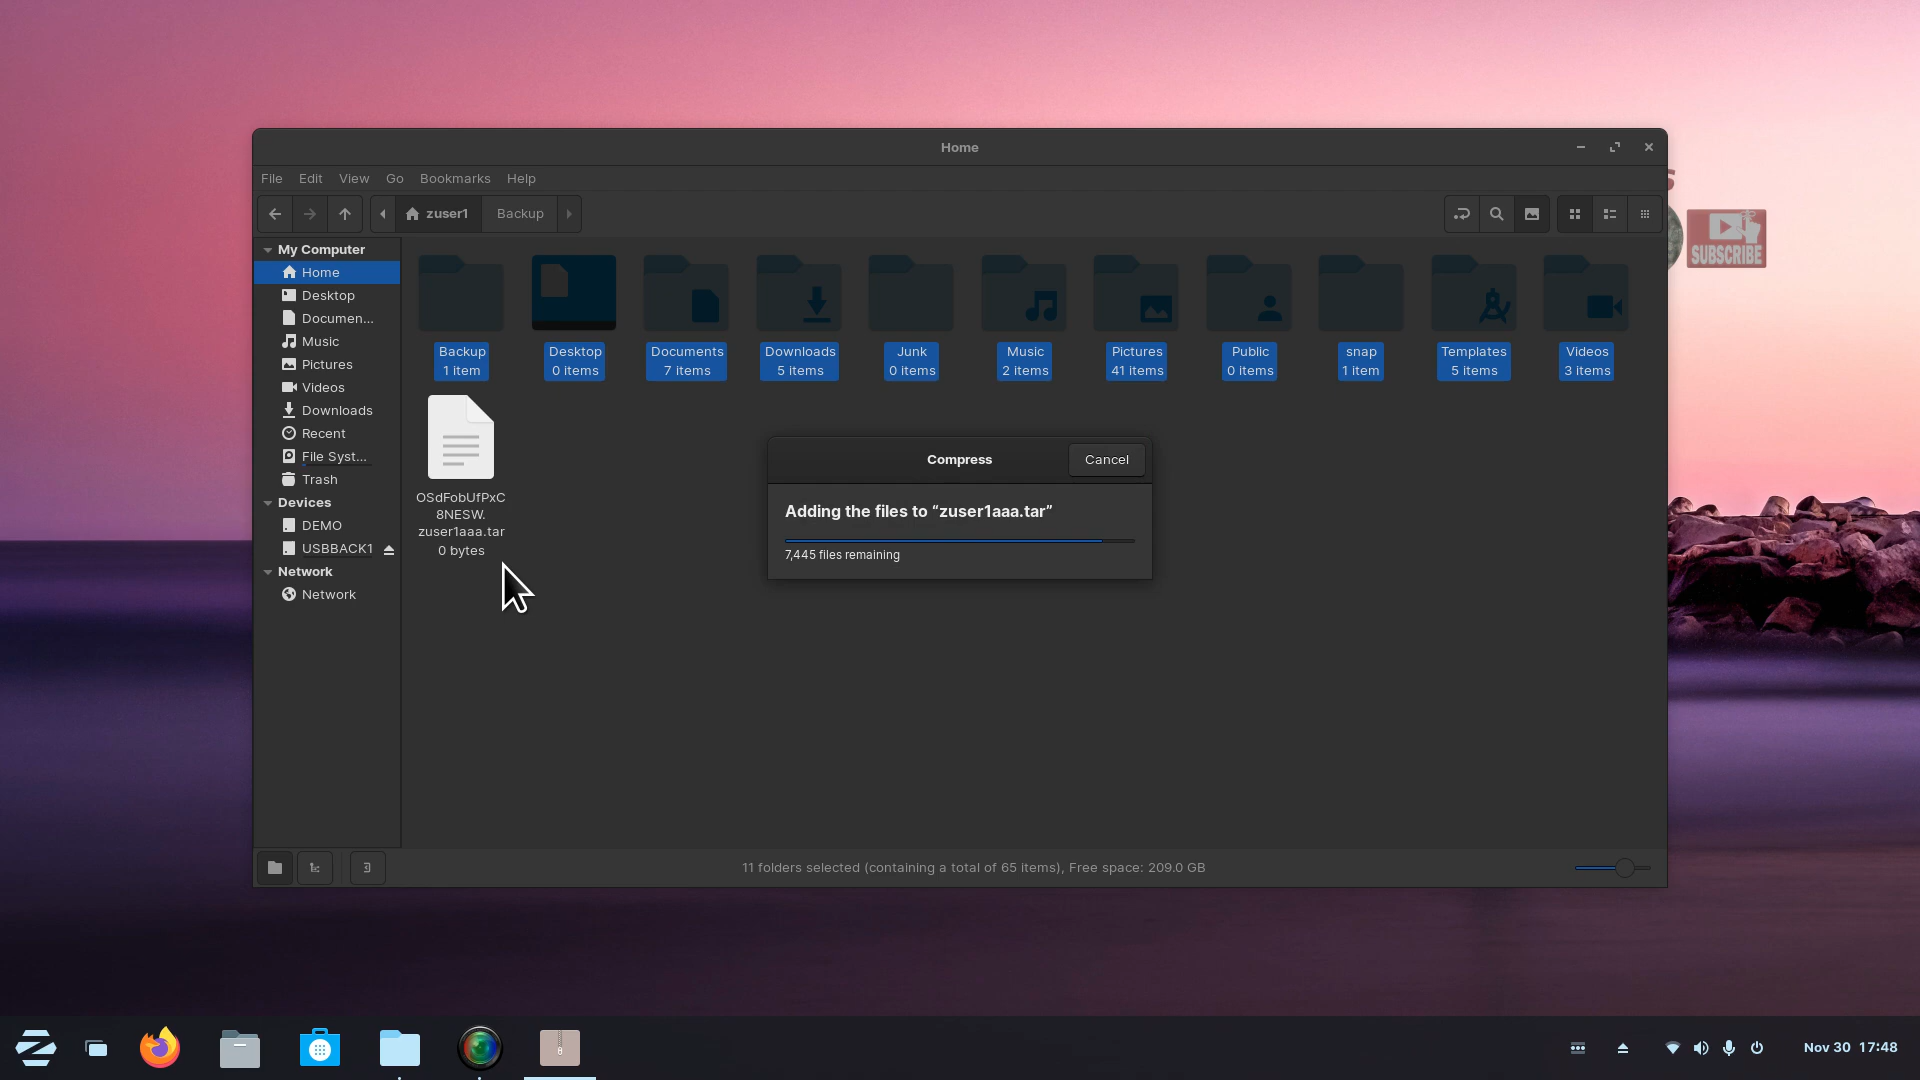 Home
File Edit View Go Bookmarks Help
zuser1 Backup
SUBSCRIBE
My Computer
Home
Desktop
Documen...
Music
Pictures
Videos
Downloads
Recent
File Syst...
Trash
Devices
DEMO
USBBACK1
Network
Network
Backup
1 item
Desktop
0 items
Documents
7 items
Downloads
5 items
Junk
0 items
Music
2 items
Pictures
41 items
Public
0 items
snap
1 item
Templates
5 items
Videos
3 items
OSdFobUfPxC
8NESW.
zuser1aaa.tar
0 bytes
Compress
Cancel
Adding the files to “zuser1aaa.tar”
7,445 files remaining
11 folders selected (containing a total of 65 items), Free space: 209.0 GB
Nov 30 17:48